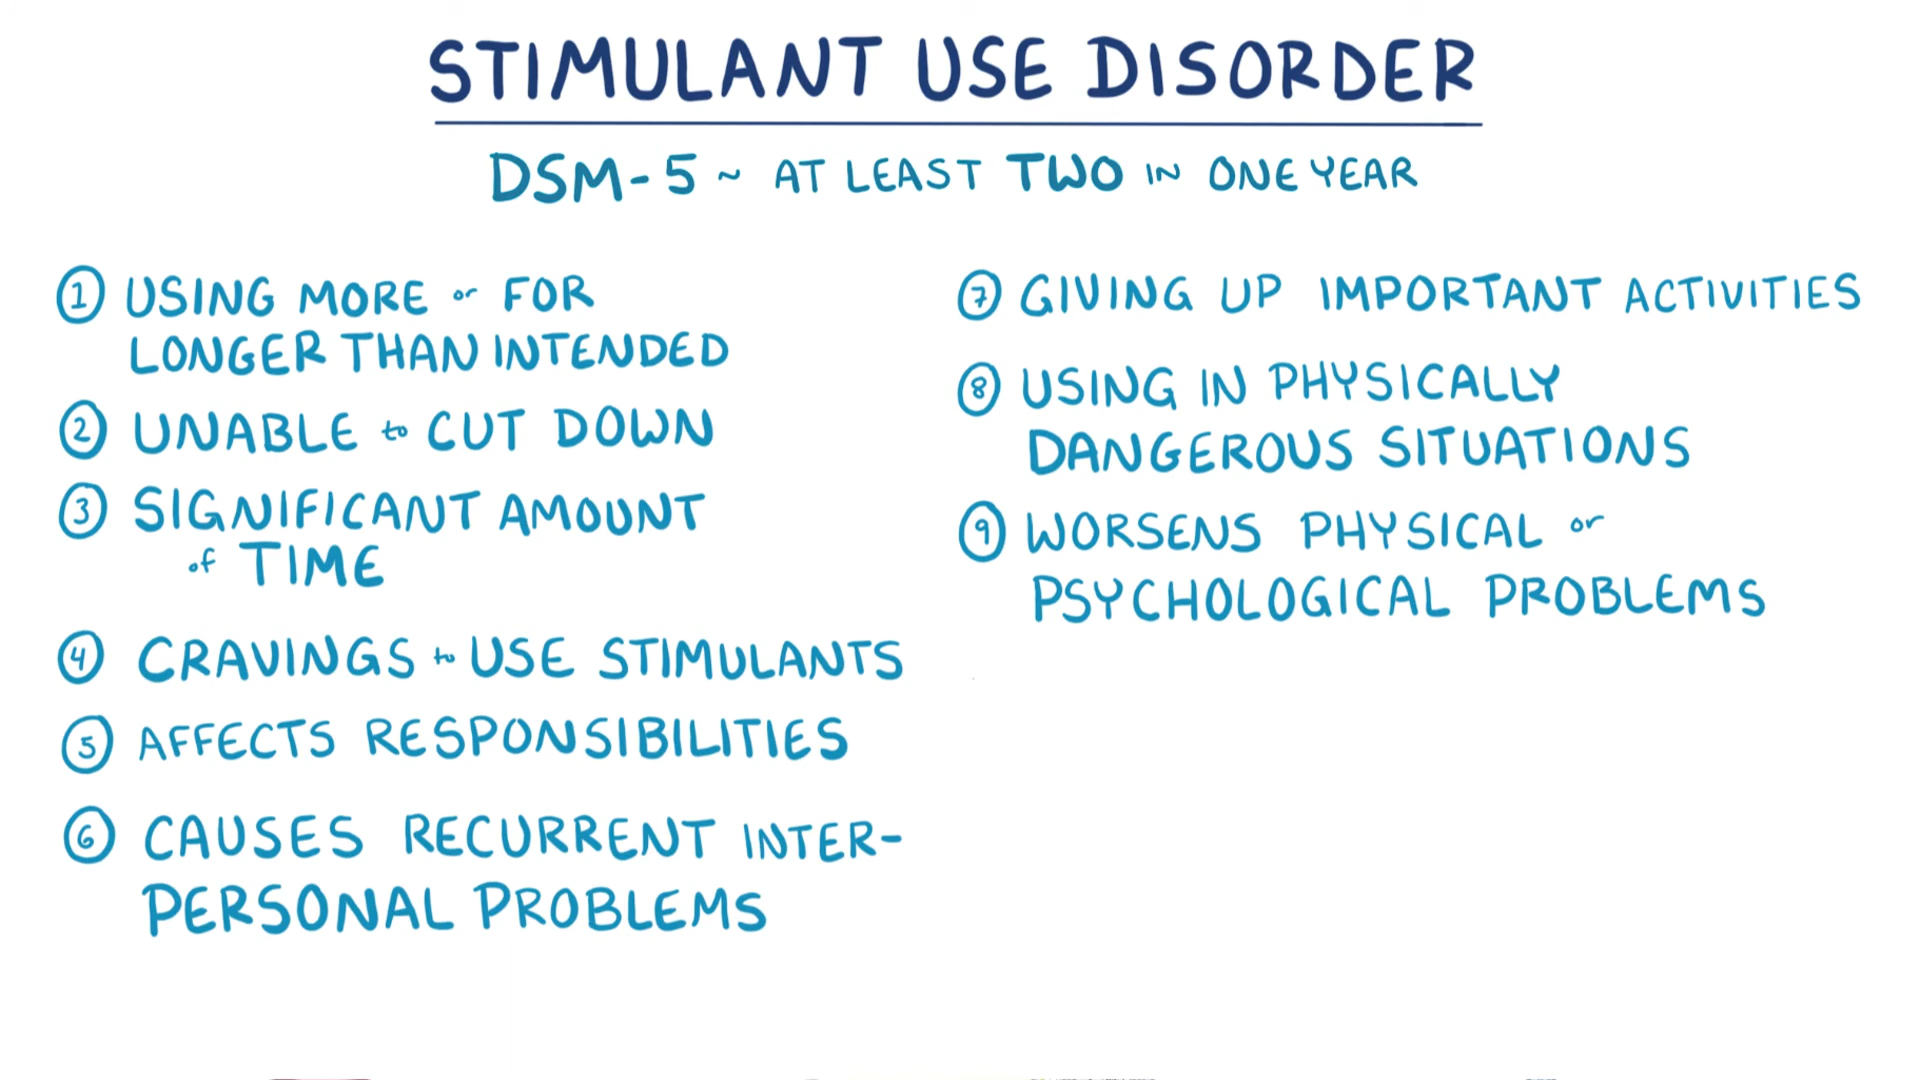 STIMULANT USE DISORDER
DSM-5 ~ AT LEAST TWO IN ONE YEAR
1 USING MORE or FOR
LONGER THAN INTENDED
2 UNABLE to CUT DOWN
3 SIGNIFICANT AMOUNT
of TIME
4 CRAVINGS to USE STIMULANTS
5 AFFECTS RESPONSIBILITIES
6 CAUSES RECURRENT INTER-
PERSONAL PROBLEMS
7 GIVING UP IMPORTANT ACTIVITIES
8 USING IN PHYSICALLY
DANGEROUS SITUATIONS
9 WORSENS PHYSICAL or
PSYCHOLOGICAL PROBLEMS